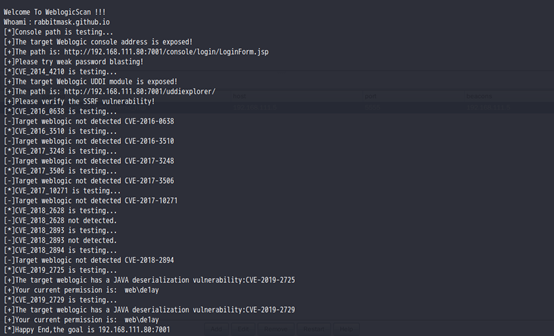 Welcome To WeblogicScan !!!
Whoami：rabbitmask.github.io
[*]Console path is testing...
[+]The target Weblogic console address is exposed!
[+]The path is: http://192.168.111.80:7001/console/login/LoginForm.jsp
[+]Please try weak password blasting!
[*]CVE_2014_4210 is testing...
[+]The target Weblogic UDDI module is exposed!
[+]The path is: http://192.168.111.80:7001/uddiexplorer/
[+]Please verify the SSRF vulnerability!
[*]CVE_2016_0638 is testing...
[-]Target weblogic not detected CVE-2016-0638
[*]CVE_2016_3510 is testing...
[-]Target weblogic not detected CVE-2016-3510
[*]CVE_2017_3248 is testing...
[-]Target weblogic not detected CVE-2017-3248
[*]CVE_2017_3506 is testing...
[-]Target weblogic not detected CVE-2017-3506
[*]CVE_2017_10271 is testing...
[-]Target weblogic not detected CVE-2017-10271
[*]CVE_2018_2628 is testing...
[-]CVE_2018_2628 not detected.
[*]CVE_2018_2893 is testing...
[-]CVE_2018_2893 not detected.
[*]CVE_2018_2894 is testing...
[-]Target weblogic not detected CVE-2018-2894
[*]CVE_2019_2725 is testing...
[+]The target weblogic has a JAVA deserialization vulnerability:CVE-2019-2725
[+]Your current permission is:  web\de1ay
[*]CVE_2019_2729 is testing...
[+]The target weblogic has a JAVA deserialization vulnerability:CVE-2019-2729
[+]Your current permission is:  web\de1ay
[*]Happy End,the goal is 192.168.111.80:7001